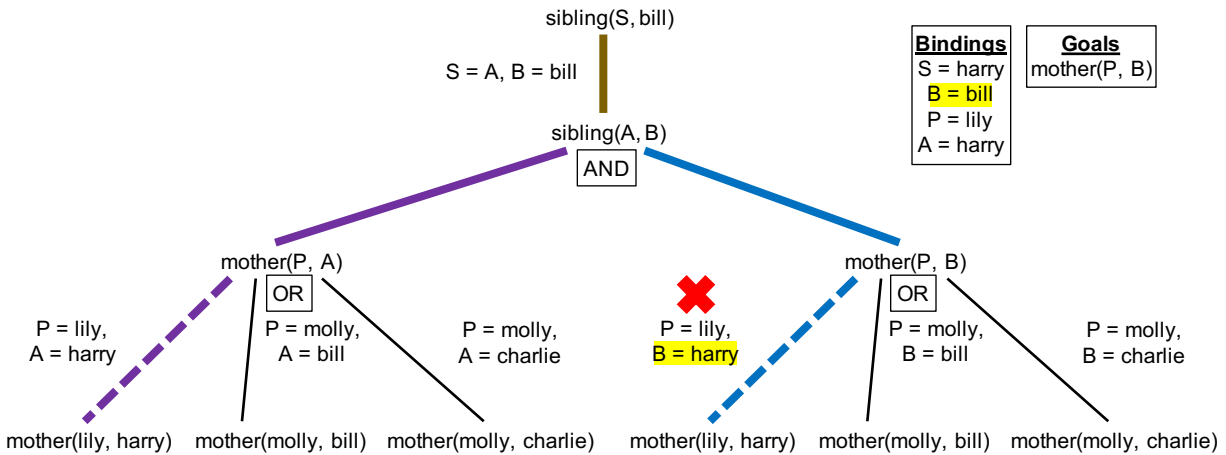 sibling(S, bill)
S = A, B = bill
sibling(A, B)
AND
Bindings
S = harry
B = bill
P = lily
A = harry
Goals
mother(P, B)
mother(P, A)
OR
mother(P, B)
OR
P = lily,
A = harry
P = molly,
A = bill
P = molly,
A = charlie
P = lily,
B = harry
P = molly,
B = bill
P = molly,
B = charlie
mother(lily, harry)
mother(molly, bill)
mother(molly, charlie)
mother(lily, harry)
mother(molly, bill)
mother(molly, charlie)